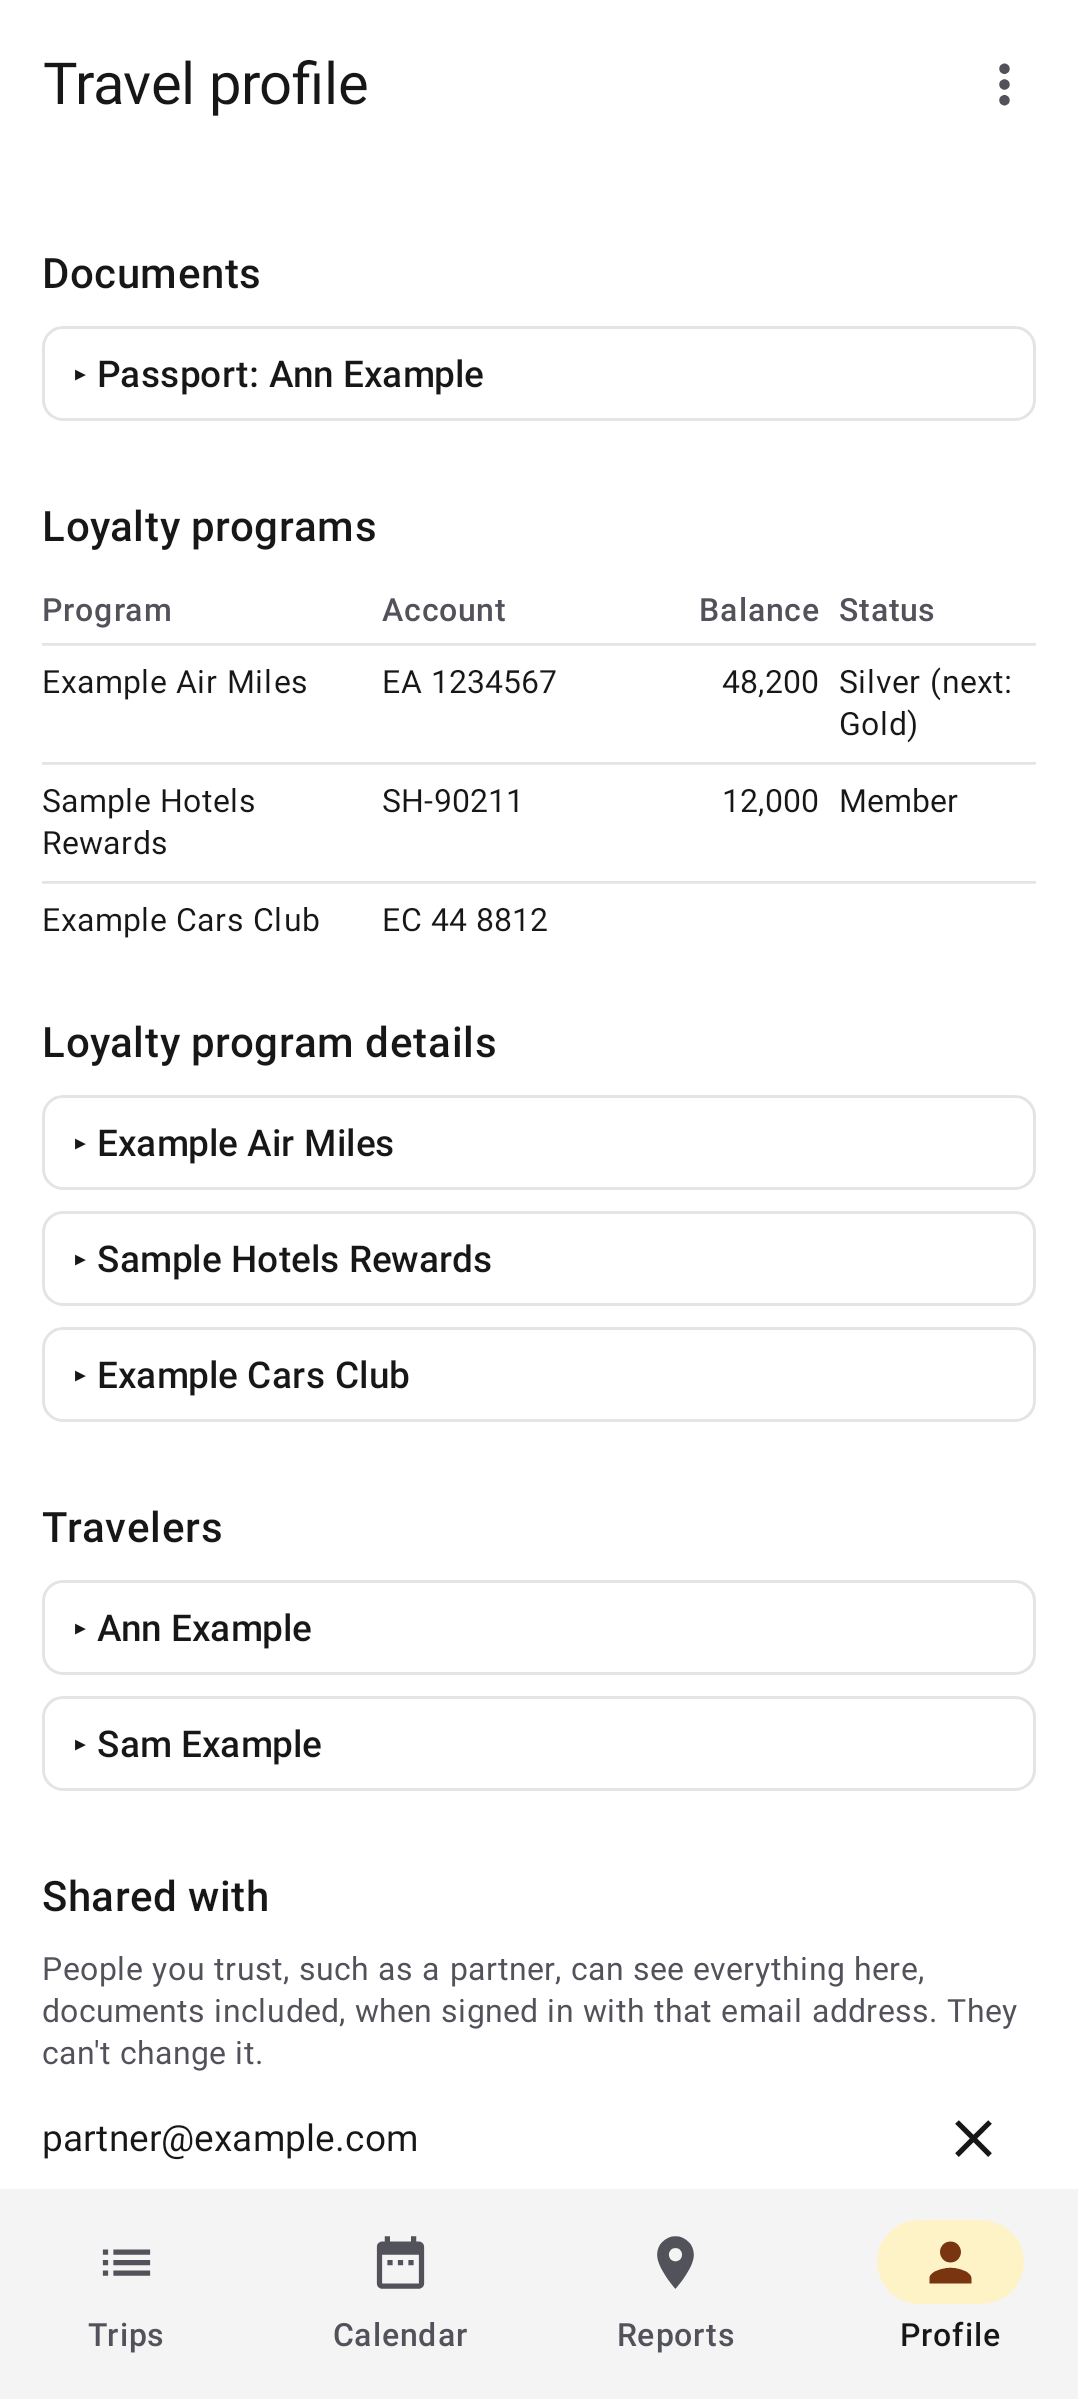 Travel profile
Documents
▸ Passport: Ann Example
Loyalty programs
Program Account Balance Status
Example Air Miles EA 1234567 48,200 Silver (next:
Gold)
Sample Hotels SH-90211 12,000 Member
Rewards
Example Cars Club EC 44 8812
Loyalty program details
▸ Example Air Miles
▸ Sample Hotels Rewards
▸ Example Cars Club
Travelers
▸ Ann Example
▸ Sam Example
Shared with
People you trust, such as a partner, can see everything here,
documents included, when signed in with that email address. They
can't change it.
partner@example.com
Trips Calendar Reports Profile